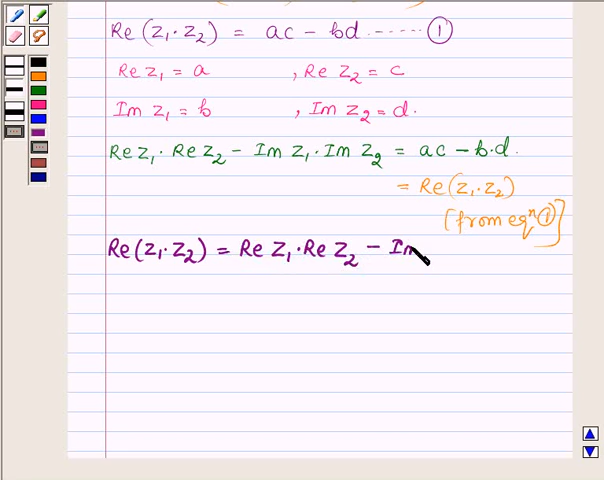 Re(z₁·z₂) = ac – bd ------ ①
Re z₁ = a , Re z₂ = c
Im z₁ = b , Im z₂ = d.
Re z₁ · Re z₂ – Im z₁ · Im z₂ = ac – b·d.
= Re(z₁·z₂)
[from eqⁿ ①]
Re(z₁·z₂) = Re z₁ · Re z₂ – Im